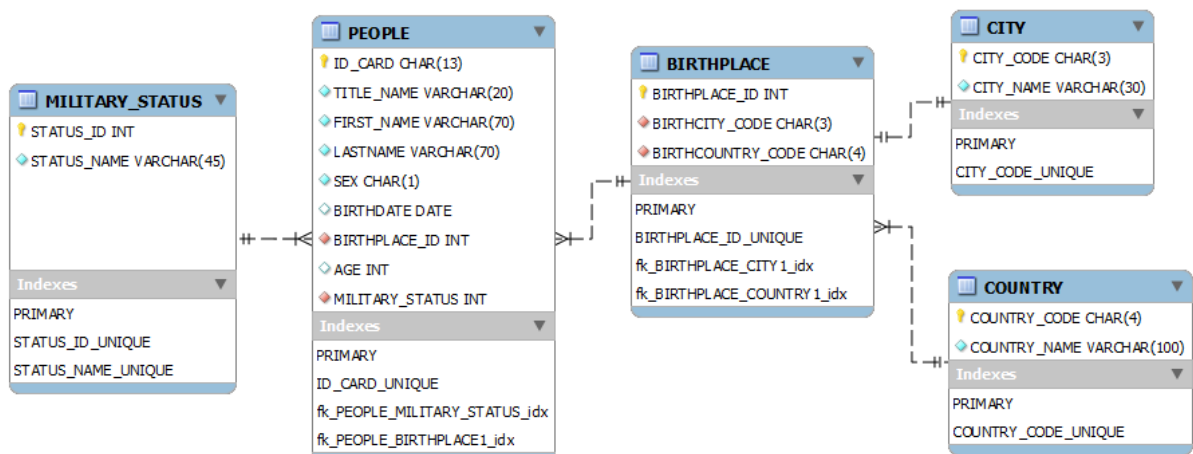 MILITARY_STATUS
STATUS_ID INT
STATUS_NAME VARCHAR(45)
Indexes
PRIMARY
STATUS_ID_UNIQUE
STATUS_NAME_UNIQUE
PEOPLE
ID_CARD CHAR(13)
TITLE_NAME VARCHAR(20)
FIRST_NAME VARCHAR(70)
LASTNAME VARCHAR(70)
SEX CHAR(1)
BIRTHDATE DATE
BIRTHPLACE_ID INT
AGE INT
MILITARY_STATUS INT
Indexes
PRIMARY
ID_CARD_UNIQUE
fk_PEOPLE_MILITARY_STATUS_idx
fk_PEOPLE_BIRTHPLACE1_idx
BIRTHPLACE
BIRTHPLACE_ID INT
BIRTHCITY_CODE CHAR(3)
BIRTHCOUNTRY_CODE CHAR(4)
Indexes
PRIMARY
BIRTHPLACE_ID_UNIQUE
fk_BIRTHPLACE_CITY1_idx
fk_BIRTHPLACE_COUNTRY1_idx
CITY
CITY_CODE CHAR(3)
CITY_NAME VARCHAR(30)
Indexes
PRIMARY
CITY_CODE_UNIQUE
COUNTRY
COUNTRY_CODE CHAR(4)
COUNTRY_NAME VARCHAR(100)
Indexes
PRIMARY
COUNTRY_CODE_UNIQUE